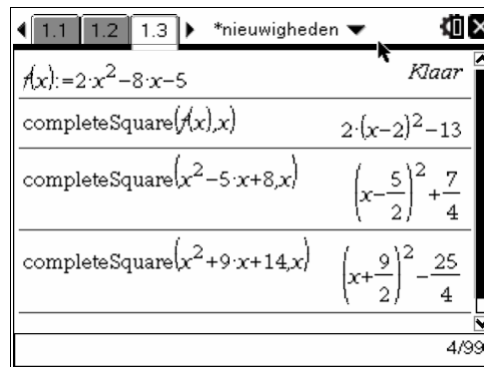 1.1 1.2 1.3 *nieuwigheden
f(x):=2·x²−8·x−5 Klaar
completeSquare(f(x),x) 2·(x−2)²−13
completeSquare(x²−5·x+8,x) (x−5/2)²+7/4
completeSquare(x²+9·x+14,x) (x+9/2)²−25/4
4/99